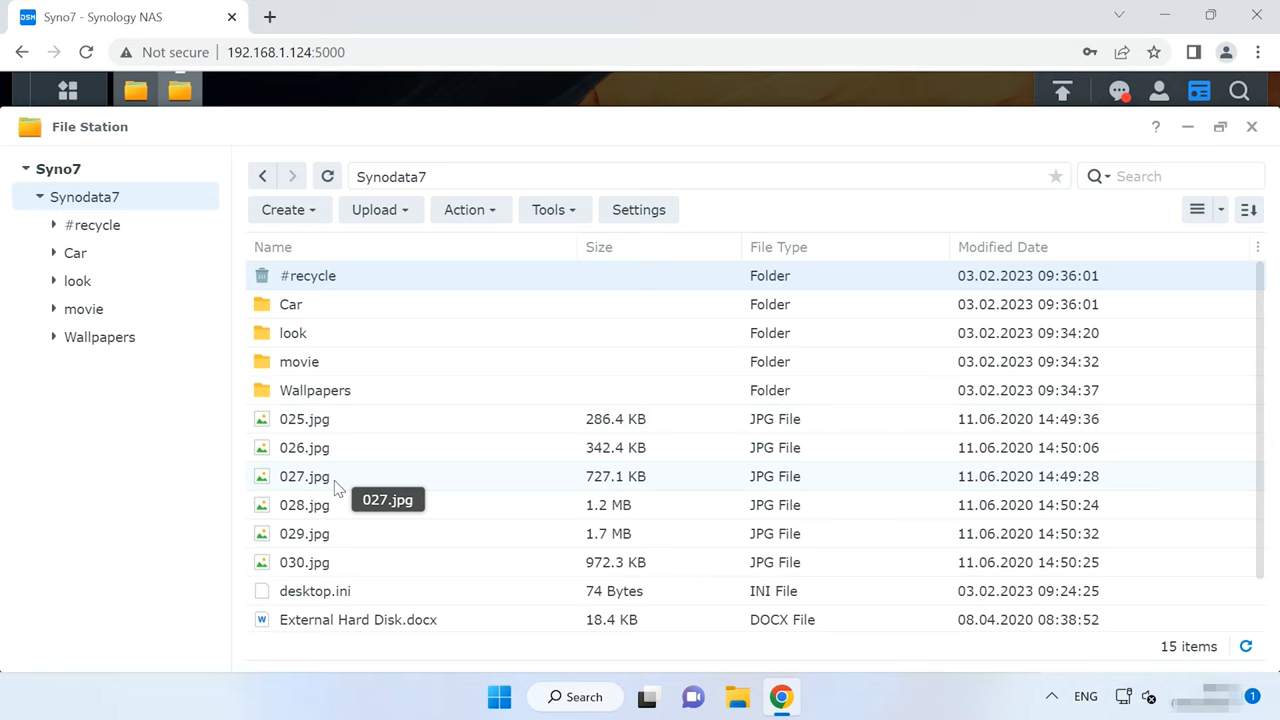 DSM Syno7 - Synology NAS
Not secure 192.168.1.124:5000
File Station
Syno7
Synodata7
#recycle
Car
look
movie
Wallpapers
Synodata7 Search
Create Upload Action Tools Settings
Name Size File Type Modified Date
#recycle Folder 03.02.2023 09:36:01
Car Folder 03.02.2023 09:36:01
look Folder 03.02.2023 09:34:20
movie Folder 03.02.2023 09:34:32
Wallpapers Folder 03.02.2023 09:34:37
025.jpg 286.4 KB JPG File 11.06.2020 14:49:36
026.jpg 342.4 KB JPG File 11.06.2020 14:50:06
027.jpg 727.1 KB JPG File 11.06.2020 14:49:28
027.jpg
028.jpg 1.2 MB JPG File 11.06.2020 14:50:24
029.jpg 1.7 MB JPG File 11.06.2020 14:50:32
030.jpg 972.3 KB JPG File 11.06.2020 14:50:25
desktop.ini 74 Bytes INI File 03.02.2023 09:24:25
External Hard Disk.docx 18.4 KB DOCX File 08.04.2020 08:38:52
15 items
Search ENG 1